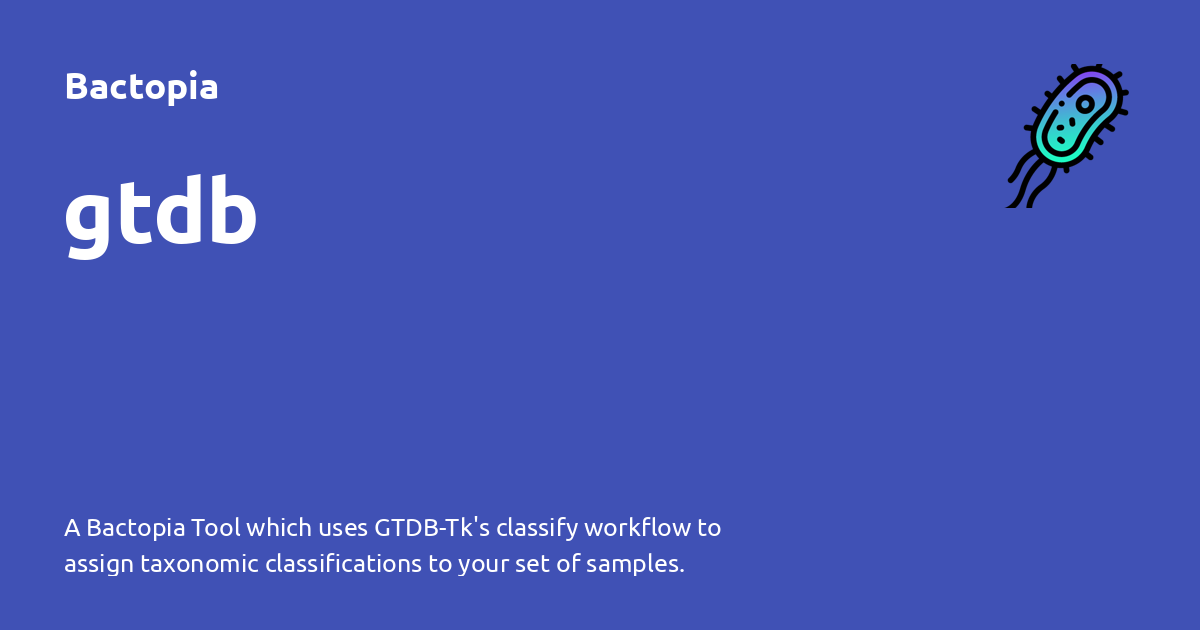 Bactopia
gtdb
A Bactopia Tool which uses GTDB-Tk's classify workflow to
assign taxonomic classifications to your set of samples.